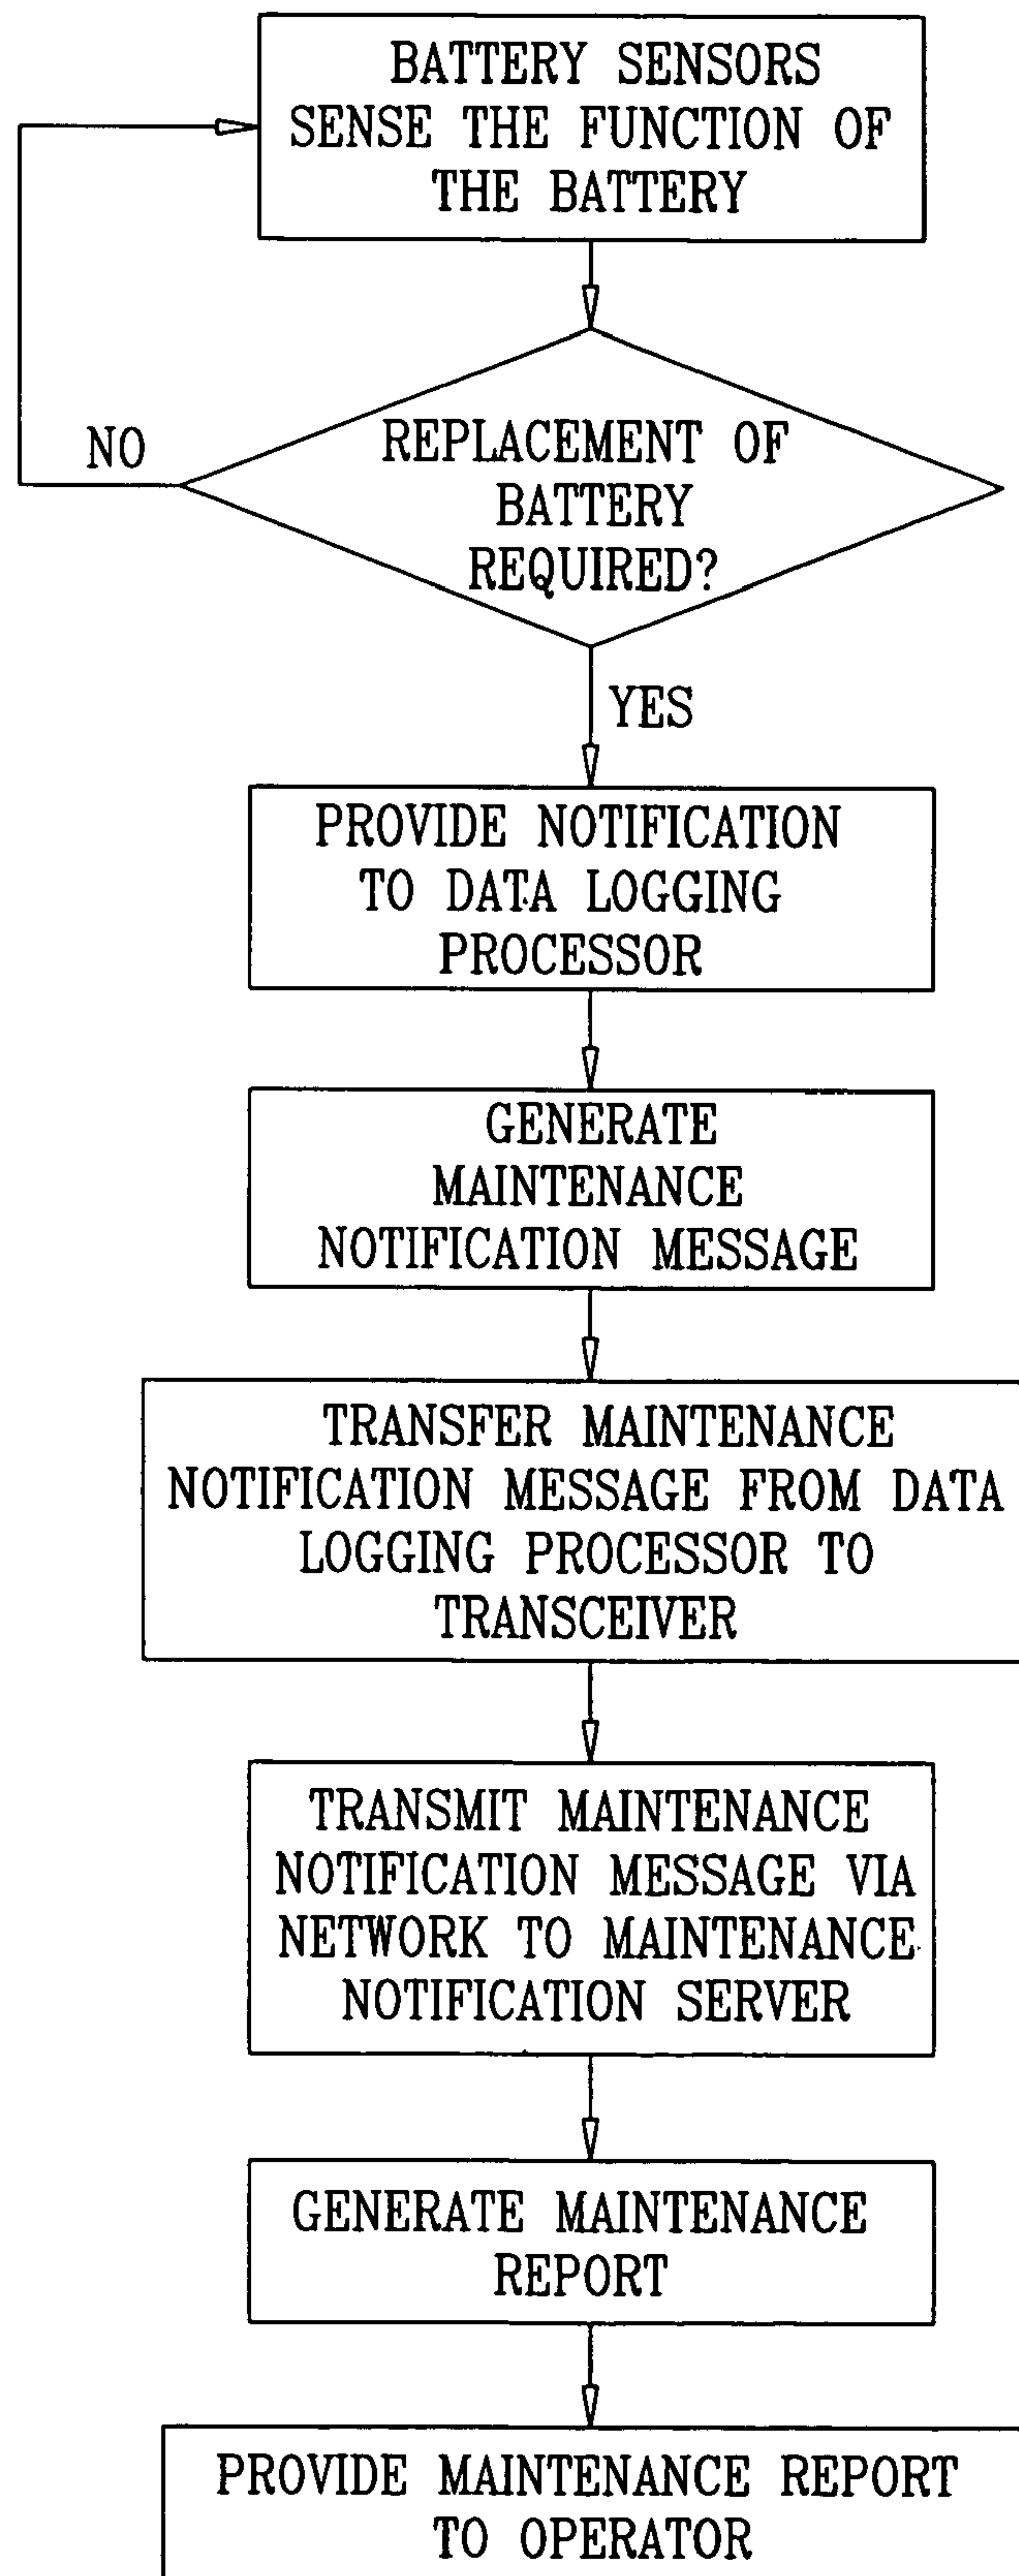 BATTERY SENSORS
SENSE THE FUNCTION OF
THE BATTERY
NO
REPLACEMENT OF
BATTERY
REQUIRED?
YES
PROVIDE NOTIFICATION
TO DATA LOGGING
PROCESSOR
GENERATE
MAINTENANCE
NOTIFICATION MESSAGE
TRANSFER MAINTENANCE
NOTIFICATION MESSAGE FROM DATA
LOGGING PROCESSOR TO
TRANSCEIVER
TRANSMIT MAINTENANCE
NOTIFICATION MESSAGE VIA
NETWORK TO MAINTENANCE
NOTIFICATION SERVER
GENERATE MAINTENANCE
REPORT
PROVIDE MAINTENANCE REPORT
TO OPERATOR